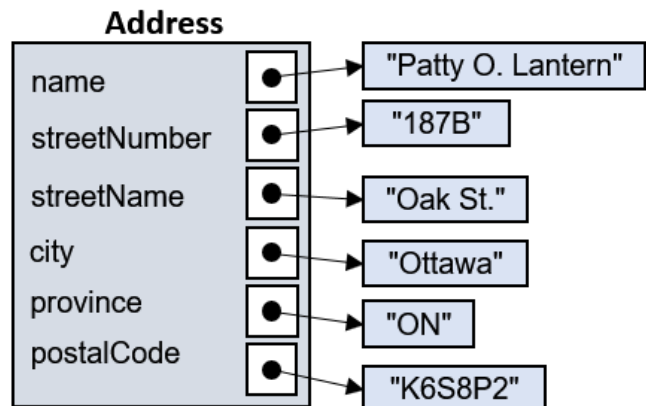 Address
name
"Patty O. Lantern"
streetNumber
"187B"
streetName
"Oak St."
city
"Ottawa"
province
"ON"
postalCode
"K6S8P2"